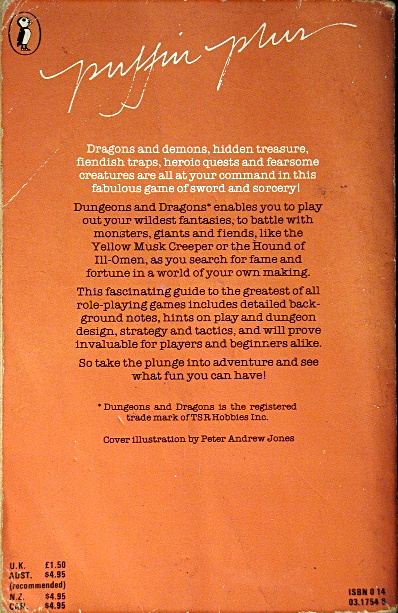 puffin plus
Dragons and demons, hidden treasure,
fiendish traps, heroic quests and fearsome
creatures are all at your command in this
fabulous game of sword and sorcery!
Dungeons and Dragons* enables you to play
out your wildest fantasies, to battle with
monsters, giants and fiends, like the
Yellow Musk Creeper or the Hound of
Ill-Omen, as you search for fame and
fortune in a world of your own making.
This fascinating guide to the greatest of all
role-playing games includes detailed back-
ground notes, hints on play and dungeon
design, strategy and tactics, and will prove
invaluable for players and beginners alike.
So take the plunge into adventure and see
what fun you can have!
* Dungeons and Dragons is the registered
trade mark of TSR Hobbies Inc.
Cover illustration by Peter Andrew Jones
U.K. £1.50
AUST. $4.95
(recommended)
N.Z. $4.95
CAN. $4.95
ISBN 0 14
03.1754